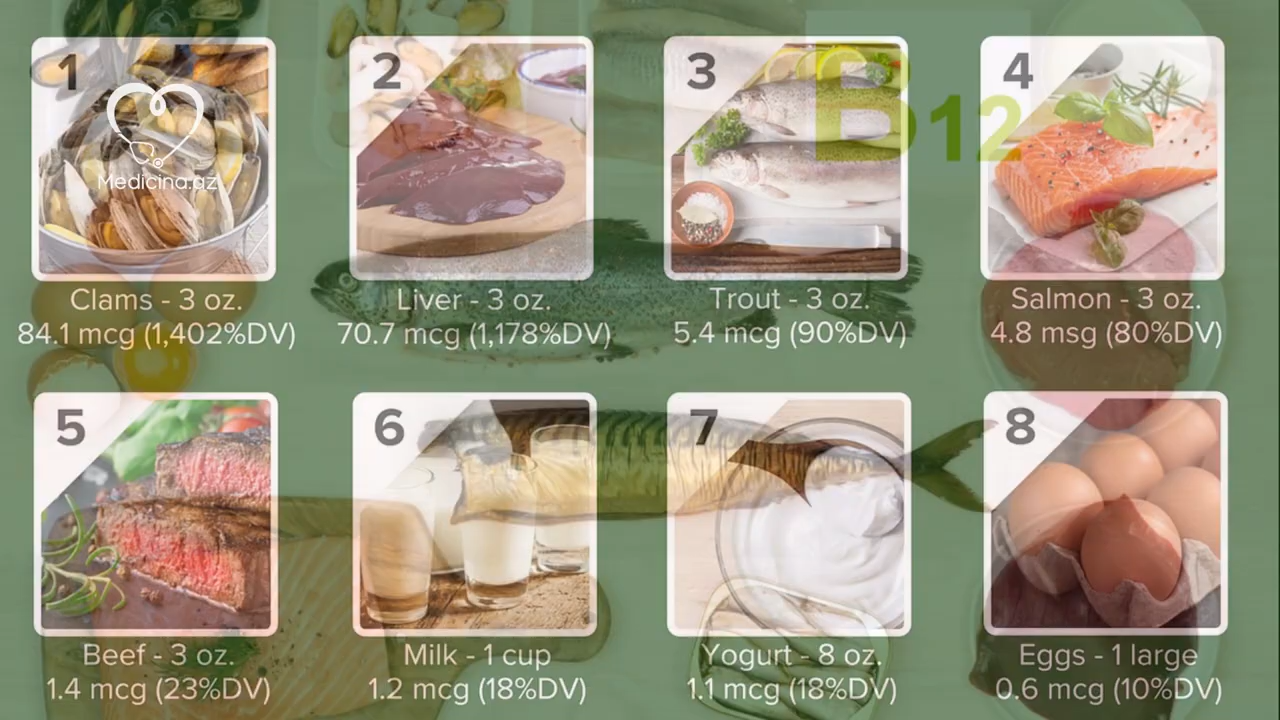 1
Medicina.az
Clams - 3 oz.
84.1 mcg (1,402%DV)
2
Liver - 3 oz.
70.7 mcg (1,178%DV)
3
Trout - 3 oz.
5.4 mcg (90%DV)
B12
4
Salmon - 3 oz.
4.8 msg (80%DV)
5
Beef - 3 oz.
1.4 mcg (23%DV)
6
Milk - 1 cup
1.2 mcg (18%DV)
7
Yogurt - 8 oz.
1.1 mcg (18%DV)
8
Eggs - 1 large
0.6 mcg (10%DV)